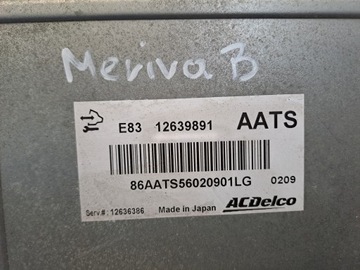 Meriva B
E83 12639891 AATS
86AATS56020901LG 0209
Serv.#: 12636386 Made in Japan ACDelco